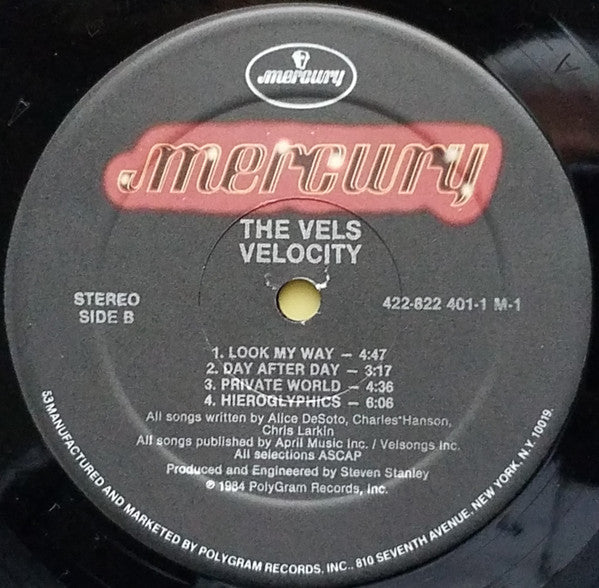 mercury
mercury
THE VELS
VELOCITY
STEREO
SIDE B
422-822 401-1 M-1
1. LOOK MY WAY – 4:47
2. DAY AFTER DAY – 3:17
3. PRIVATE WORLD – 4:36
4. HIEROGLYPHICS – 6:06
All songs written by Alice DeSoto, Charles Hanson,
Chris Larkin
All songs published by April Music Inc. / Velsongs Inc.
All selections ASCAP
Produced and Engineered by Steven Stanley
℗ 1984 PolyGram Records, Inc.
53 MANUFACTURED AND MARKETED BY POLYGRAM RECORDS, INC., 810 SEVENTH AVENUE, NEW YORK, N.Y. 10019.